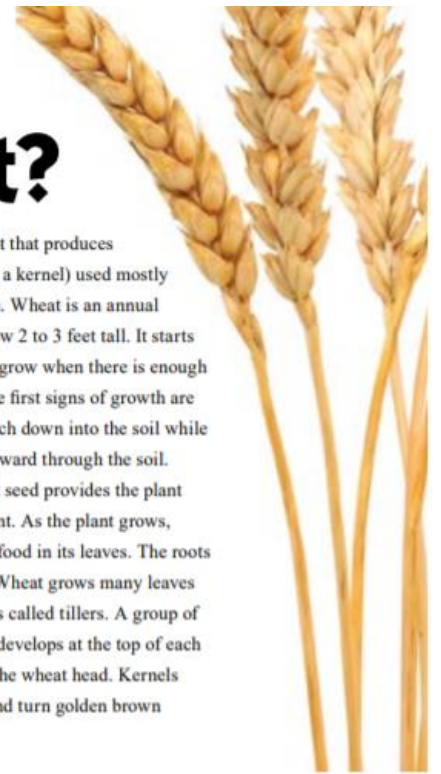 t?
t that produces
a kernel) used mostly
. Wheat is an annual
w 2 to 3 feet tall. It starts
grow when there is enough
e first signs of growth are
ch down into the soil while
ward through the soil.
seed provides the plant
nt. As the plant grows,
food in its leaves. The roots
Wheat grows many leaves
s called tillers. A group of
develops at the top of each
he wheat head. Kernels
nd turn golden brown